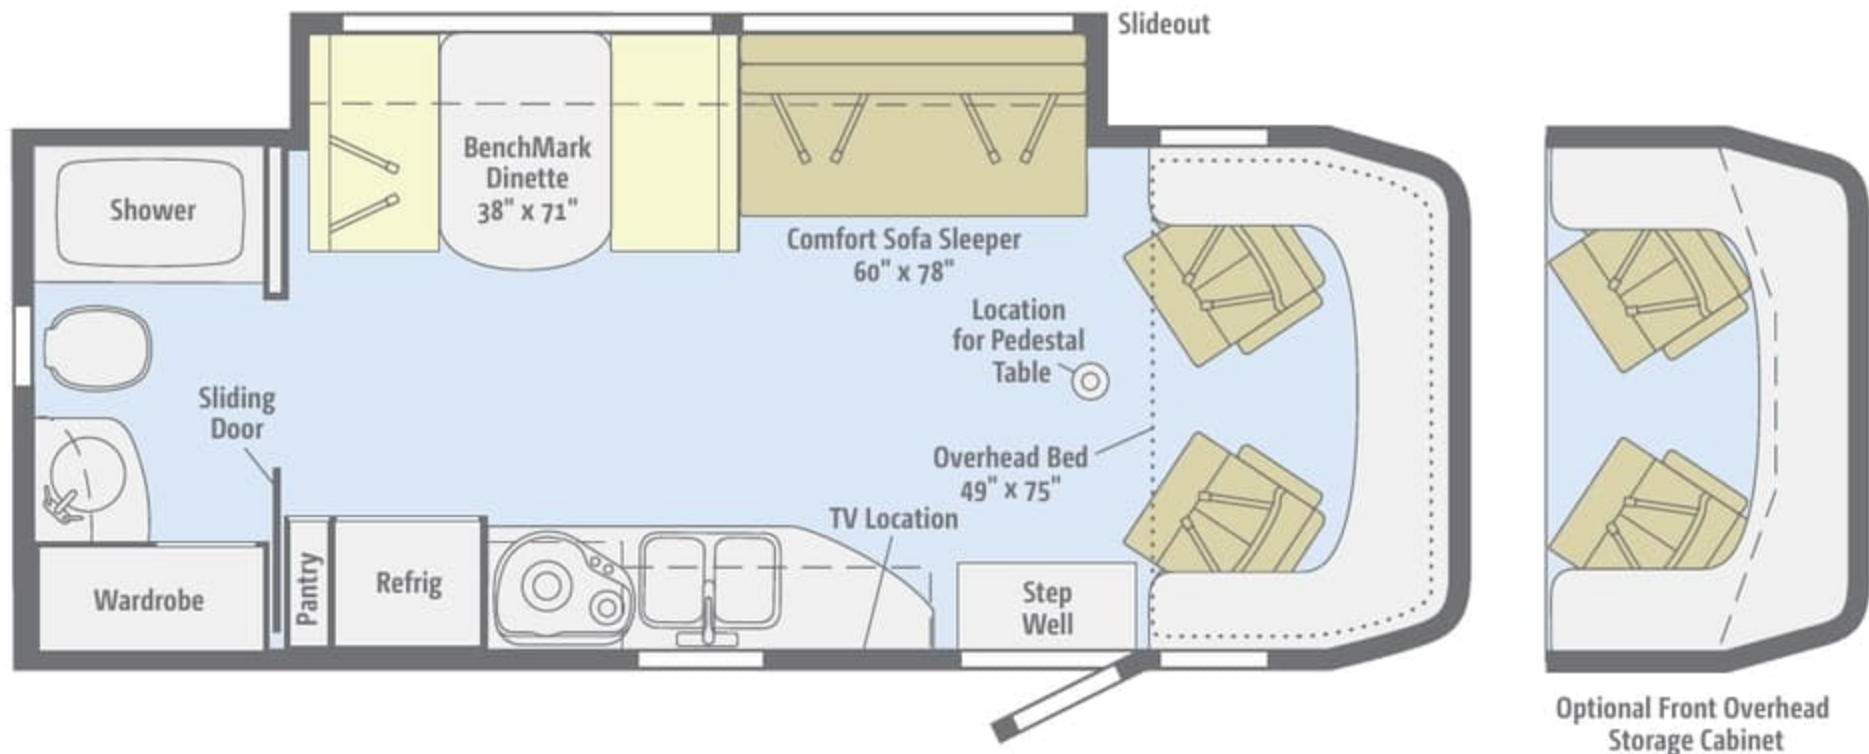 Slideout
BenchMark
Dinette
38" x 71"
Shower
Comfort Sofa Sleeper
60" x 78"
Location
for Pedestal
Table
Sliding
Door
Overhead Bed
49" x 75"
TV Location
Wardrobe
Pantry
Refrig
Step
Well
Optional Front Overhead
Storage Cabinet